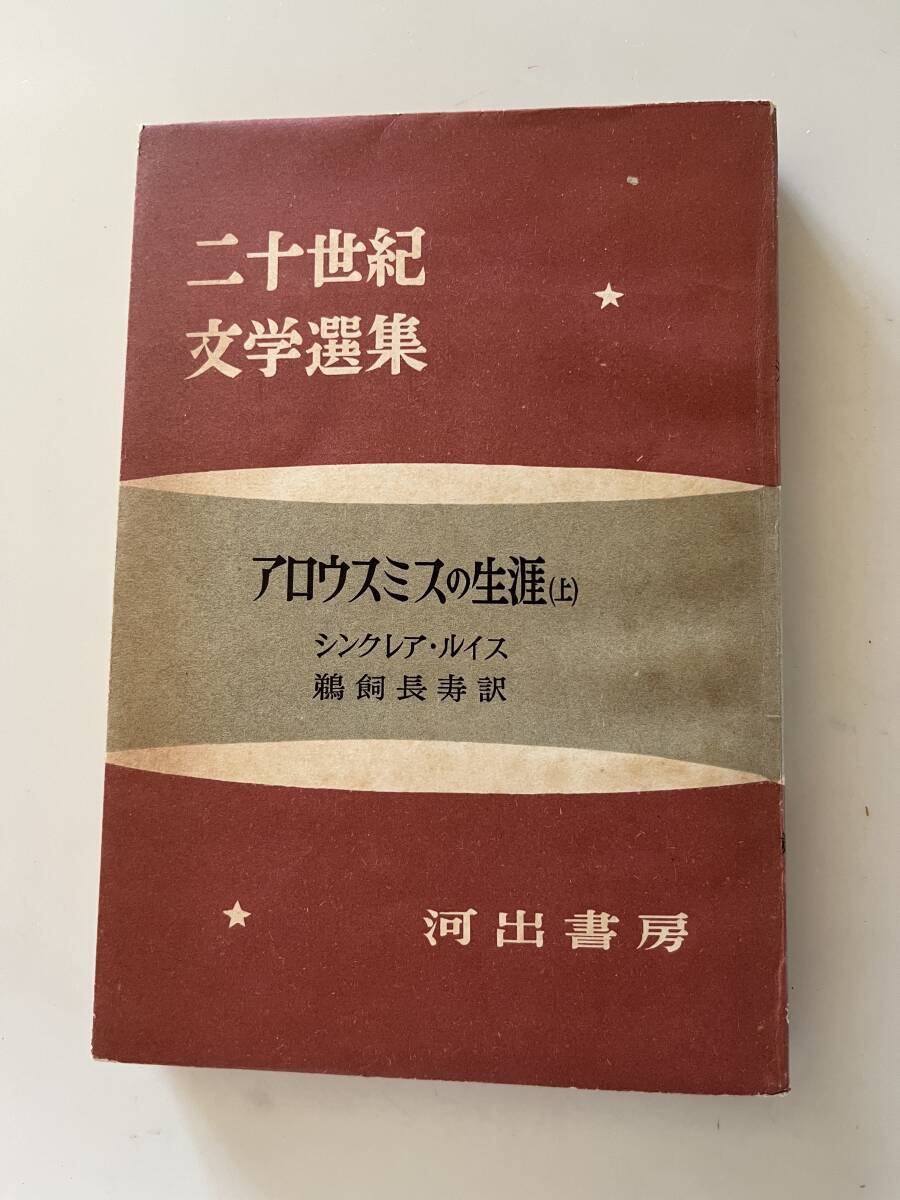 二十世紀
文学選集
アロウスミスの生涯(上)
シンクレア・ルイス
鵜飼長寿訳
河出書房